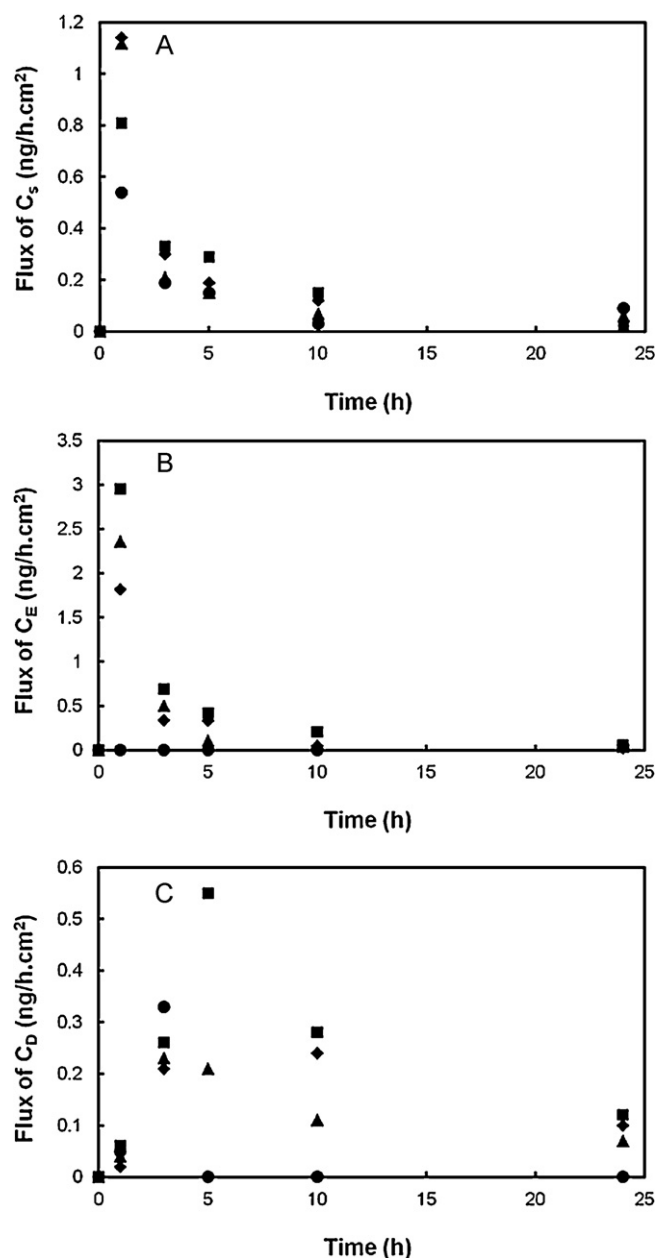 A
Flux of Cs (ng/h.cm²)
1.2
1
0.8
0.6
0.4
0.2
0
0 5 10 15 20 25
Time (h)
B
Flux of CE (ng/h.cm²)
3.5
3
2.5
2
1.5
1
0.5
0
0 5 10 15 20 25
Time (h)
C
Flux of CD (ng/h.cm²)
0.6
0.5
0.4
0.3
0.2
0.1
0
0 5 10 15 20 25
Time (h)